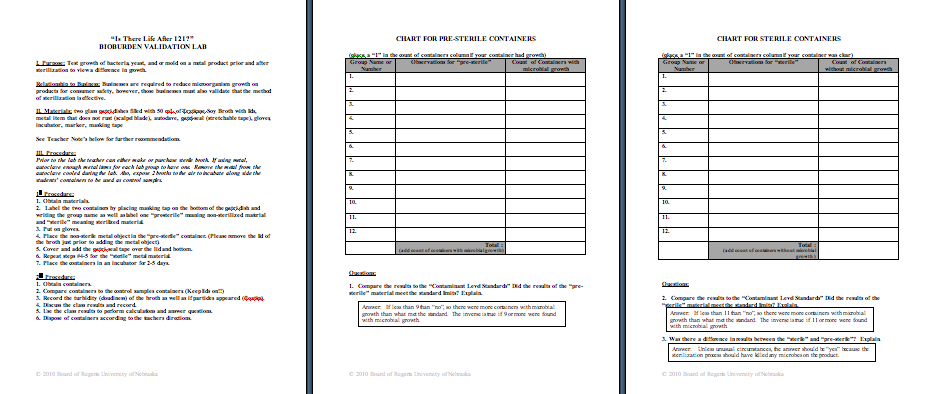 “Is There Life After 121?”
BIOBURDEN VALIDATION LAB
I. Purpose: Test growth of bacteria, yeast, and/or mold on a metal product prior and after
sterilization to view a difference in growth.
Relationship to Business: Businesses are required to reduce microorganism growth on
products for consumer safety, however, those businesses must also validate that the method
of sterilization is effective.
II. Materials: two glass petri dishes filled with 50 mL of Soy Broth with lids,
metal item that does not rust (scalpel blade), autoclave, seal (stretchable tape), gloves,
incubator, marker, masking tape
See Teacher Note's below for further recommendations.
III. Procedure:
Prior to the lab the teacher can either make or purchase sterile broth. If using metal,
autoclave enough metal items for each lab group to have one. Remove the metal from the
autoclave cooled during the lab. Also, expose 2 broths to the air to incubate along side the
students' containers to be used as control samples.
Procedure:
1. Obtain materials.
2. Label the two containers by placing masking tap on the bottom of the dish and
writing the group name as well as label one “presterile” meaning non-sterilized material
and “sterile” meaning sterilized material.
3. Put on gloves.
4. Place the non-sterile metal object in the “pre-sterile” container. (Please remove the lid of
the broth just prior to adding the metal object)
5. Cover and add the seal tape over the lid and bottom.
6. Repeat steps #4-5 for the “sterile” metal material.
7. Place the containers in an incubator for 2-5 days.
Procedure:
1. Obtain containers.
2. Compare containers to the control samples containers (Keep lids on!!)
3. Record the turbidity (cloudiness) of the broth as well as if particles appeared
4. Discuss the class results and record.
5. Use the class results to perform calculations and answer questions.
6. Dispose of containers according to the teachers directions.
© 2010 Board of Regents University of Nebraska
CHART FOR PRE-STERILE CONTAINERS
(place a “1” in the count of containers column if your container had growth)
Group Name or Number
Observations for “pre-sterile”
Count of Containers with microbial growth
1.
2.
3.
4.
5.
6.
7.
8.
9.
10.
11.
12.
Total :
(add count of containers with microbial growth)
Questions:
1. Compare the results to the “Contaminant Level Standards” Did the results of the “pre-
sterile” material meet the standard limits? Explain.
Answer: If less than 9 than “no”, so there were more containers with microbial
growth than what met the standard. The inverse is true if 9 or more were found
with microbial growth.
© 2010 Board of Regents University of Nebraska
CHART FOR STERILE CONTAINERS
(place a “1” in the count of containers column if your container was clear)
Group Name or Number
Observations for “sterile”
Count of Containers without microbial growth
1.
2.
3.
4.
5.
6.
7.
8.
9.
10.
11.
12.
Total :
(add count of containers without microbial
growth)
Questions:
2. Compare the results to the “Contaminant Level Standards” Did the results of the
“sterile” material meet the standard limits? Explain.
Answer: If less than 11 than “no”, so there were more containers with microbial
growth than what met the standard. The inverse is true if 11 or more were found
with microbial growth.
3. Was there a difference in results between the “sterile” and “pre-sterile”? Explain
Answer: Unless unusual circumstances, the answer should be “yes” because the
sterilization process should have killed any microbes on the product.
© 2010 Board of Regents University of Nebraska